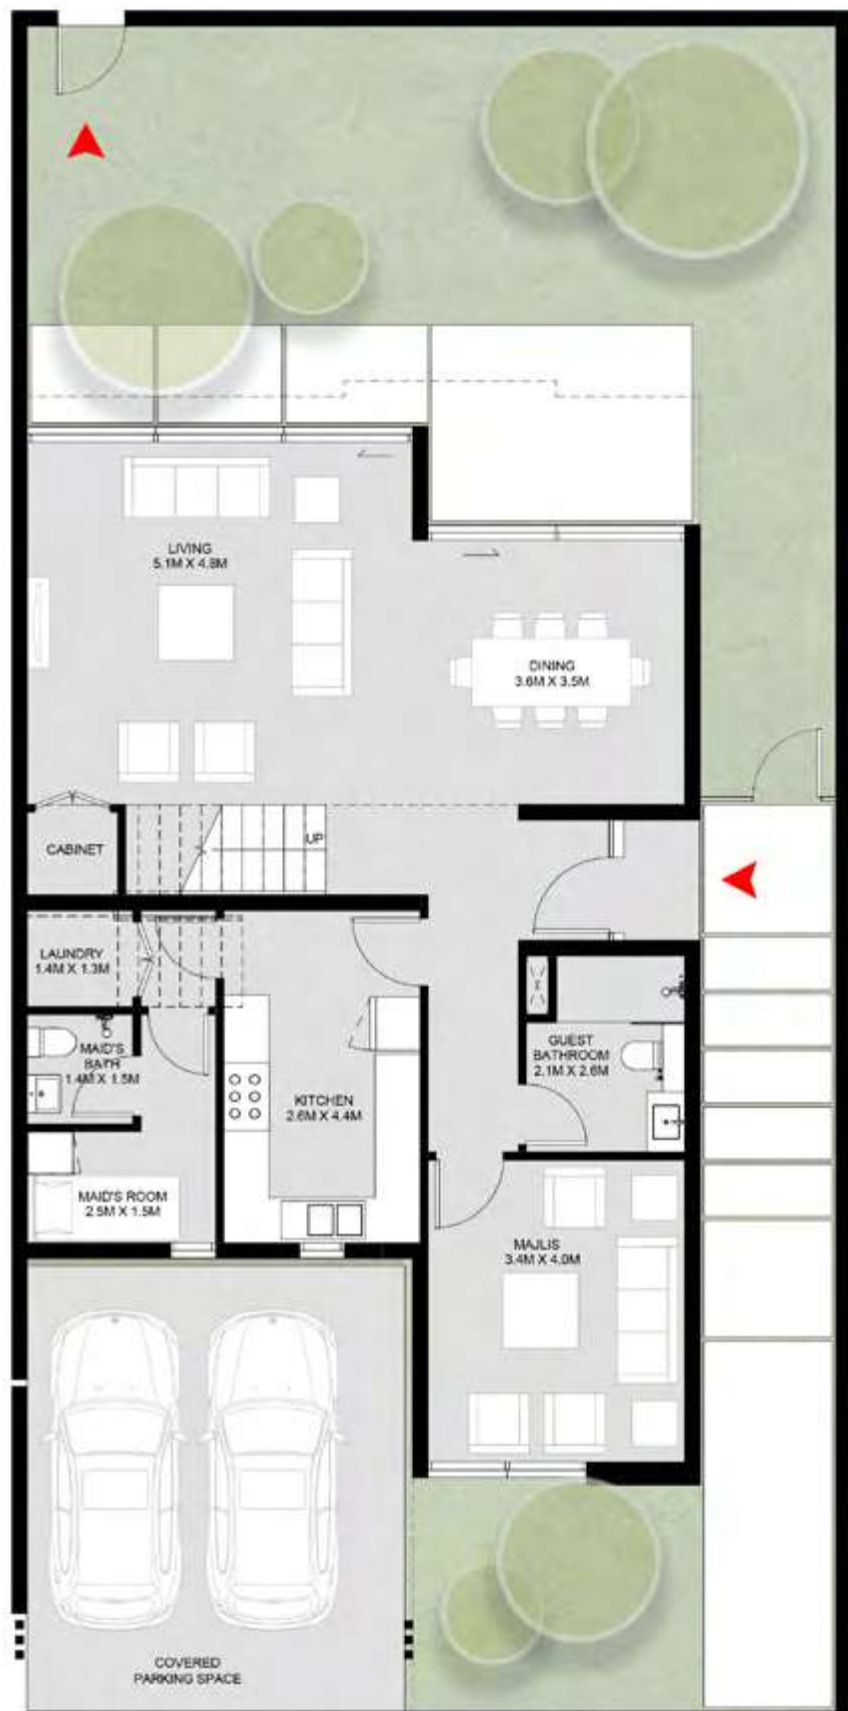 LIVING
5.1M X 4.8M
DINING
3.6M X 3.5M
UP
CABINET
LAUNDRY
1.4M X 1.3M
MAID'S
BATH
1.4M X 1.5M
GUEST
BATHROOM
2.1M X 2.6M
KITCHEN
2.6M X 4.4M
MAID'S ROOM
2.5M X 1.5M
MAJLIS
3.4M X 4.0M
COVERED
PARKING SPACE